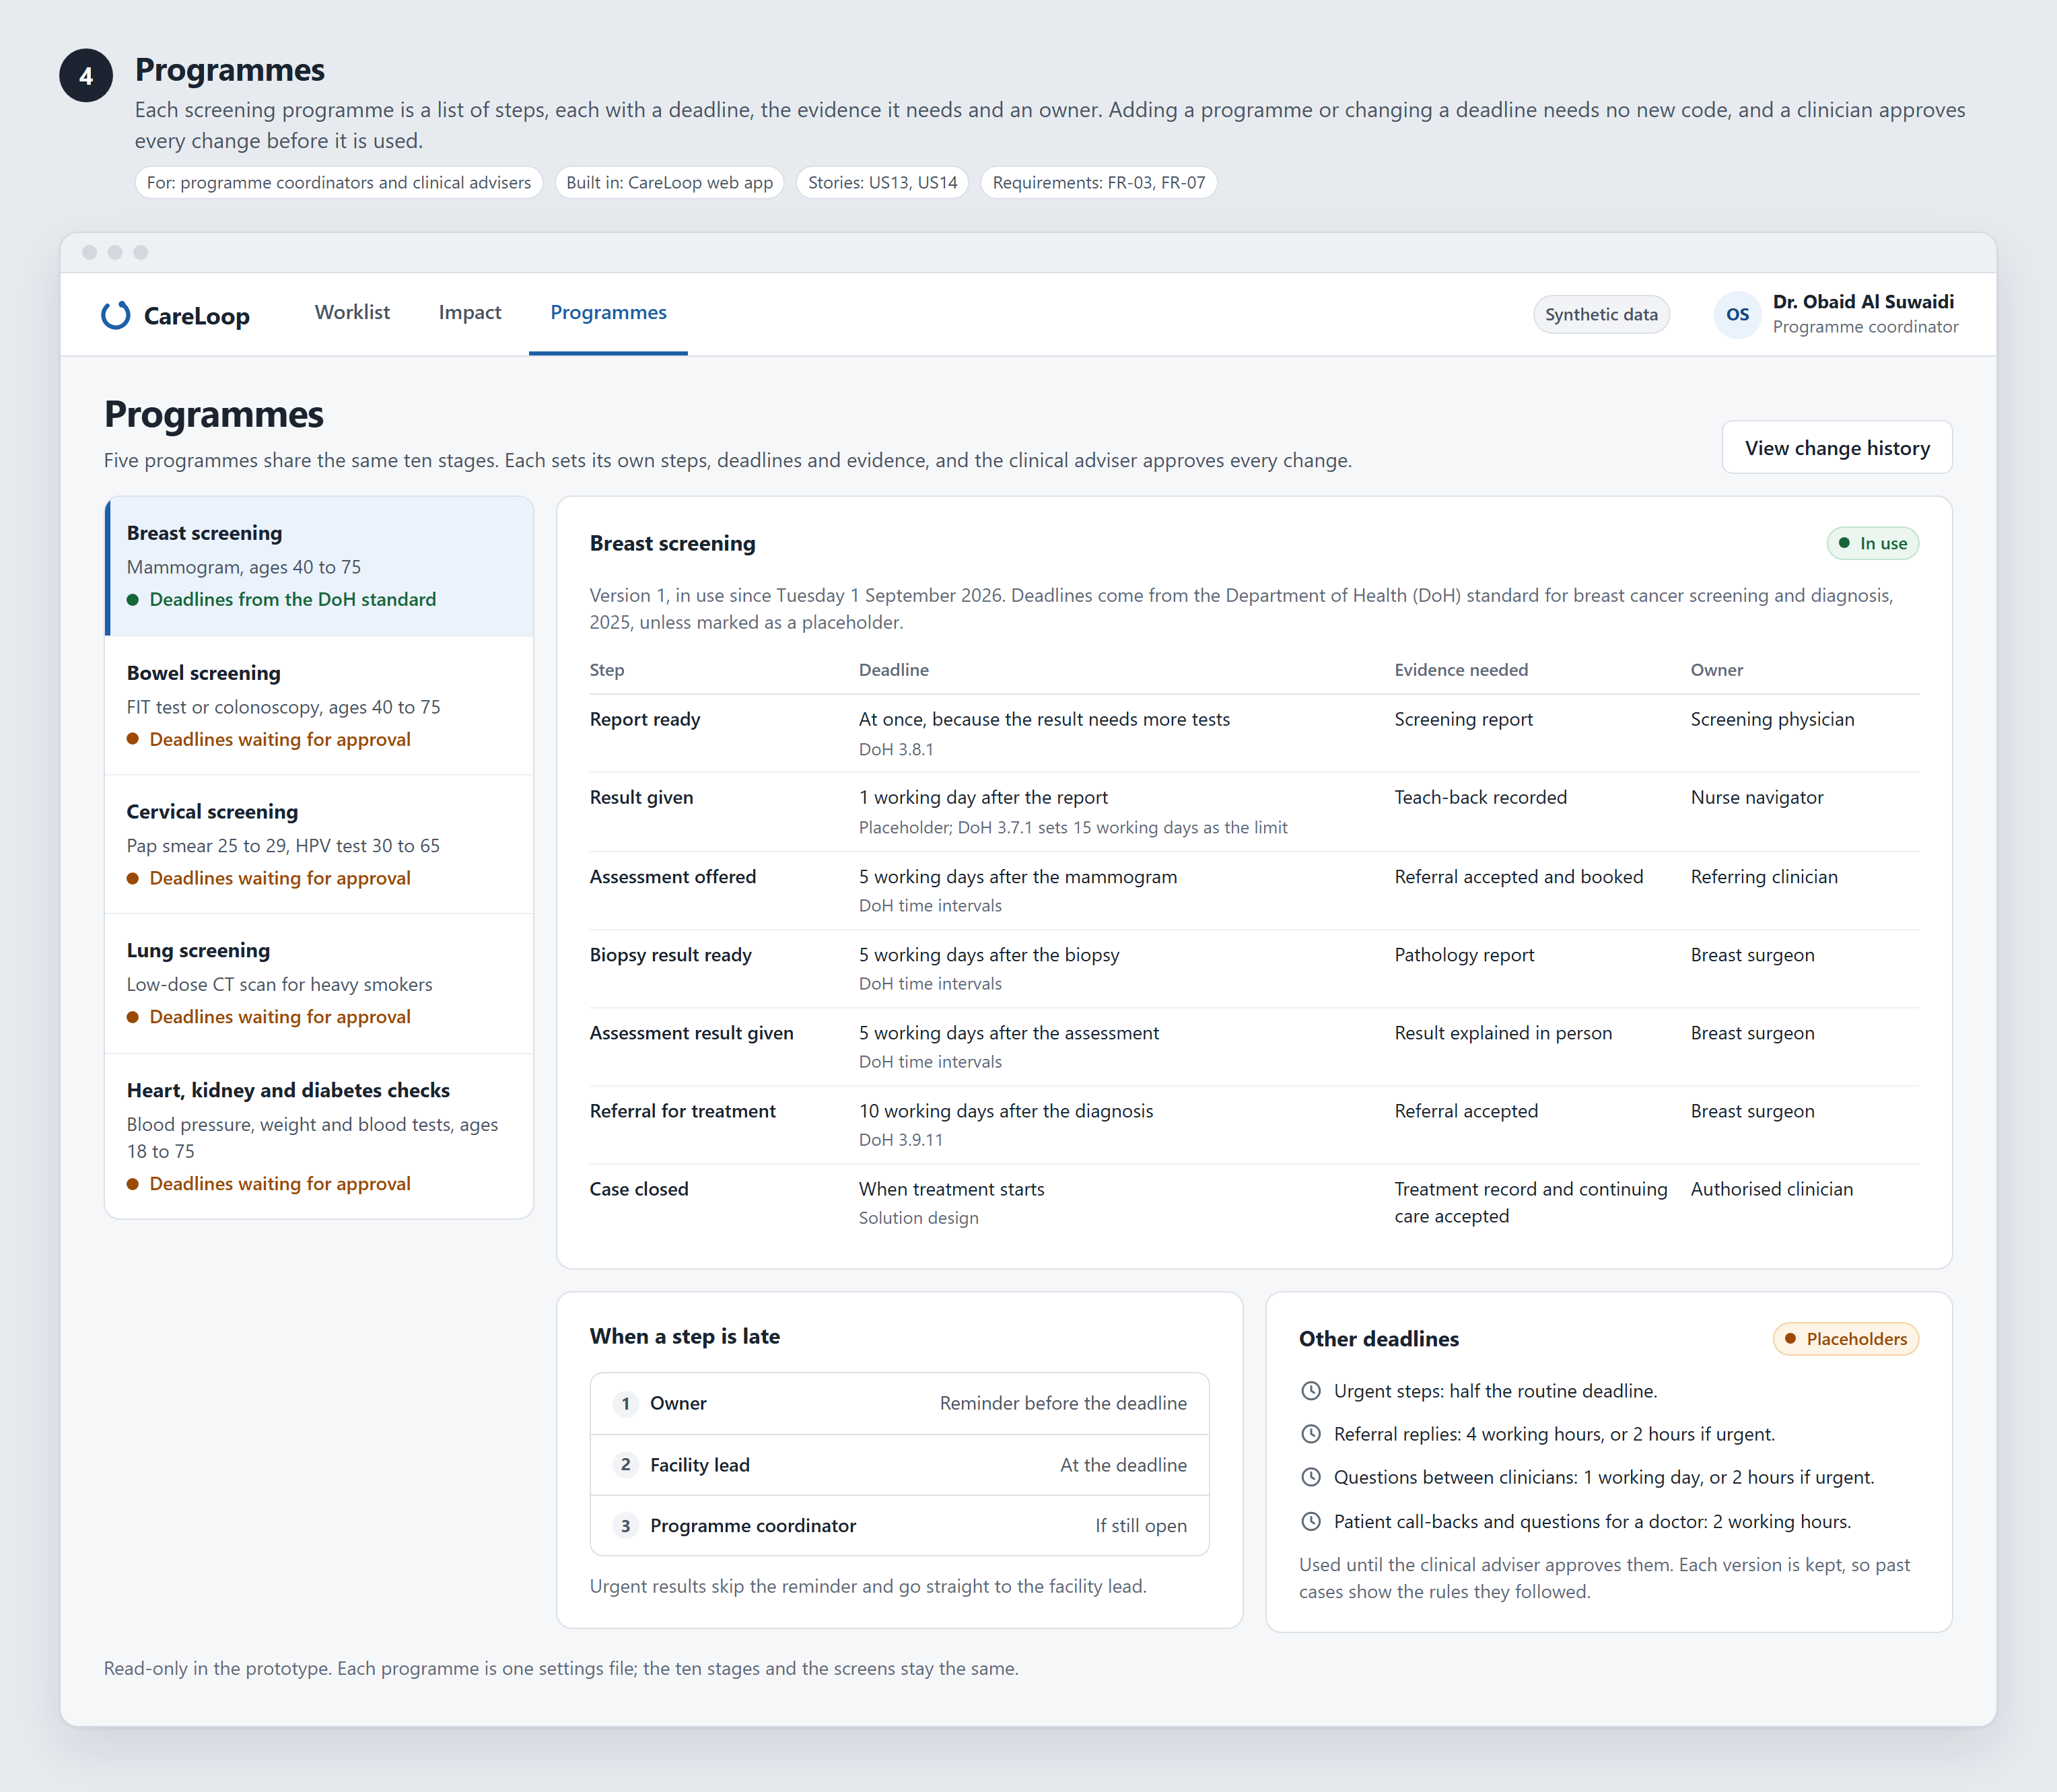 4
Programmes
Each screening programme is a list of steps, each with a deadline, the evidence it needs and an owner. Adding a programme or changing a deadline needs no new code, and a clinician approves
every change before it is used.
For: programme coordinators and clinical advisers
Built in: CareLoop web app
Stories: US13, US14
Requirements: FR-03, FR-07
CareLoop
Worklist
Impact
Programmes
Synthetic data
OS
Dr. Obaid Al Suwaidi
Programme coordinator
Programmes
Five programmes share the same ten stages. Each sets its own steps, deadlines and evidence, and the clinical adviser approves every change.
View change history
Breast screening
Mammogram, ages 40 to 75
Deadlines from the DoH standard
Bowel screening
FIT test or colonoscopy, ages 40 to 75
Deadlines waiting for approval
Cervical screening
Pap smear 25 to 29, HPV test 30 to 65
Deadlines waiting for approval
Lung screening
Low-dose CT scan for heavy smokers
Deadlines waiting for approval
Heart, kidney and diabetes checks
Blood pressure, weight and blood tests, ages
18 to 75
Deadlines waiting for approval
Breast screening
In use
Version 1, in use since Tuesday 1 September 2026. Deadlines come from the Department of Health (DoH) standard for breast cancer screening and diagnosis,
2025, unless marked as a placeholder.
Step Deadline Evidence needed Owner
Report ready At once, because the result needs more tests Screening report Screening physician
DoH 3.8.1
Result given 1 working day after the report Teach-back recorded Nurse navigator
Placeholder; DoH 3.7.1 sets 15 working days as the limit
Assessment offered 5 working days after the mammogram Referral accepted and booked Referring clinician
DoH time intervals
Biopsy result ready 5 working days after the biopsy Pathology report Breast surgeon
DoH time intervals
Assessment result given 5 working days after the assessment Result explained in person Breast surgeon
DoH time intervals
Referral for treatment 10 working days after the diagnosis Referral accepted Breast surgeon
DoH 3.9.11
Case closed When treatment starts Treatment record and continuing Authorised clinician
Solution design care accepted
When a step is late
1 Owner Reminder before the deadline
2 Facility lead At the deadline
3 Programme coordinator If still open
Urgent results skip the reminder and go straight to the facility lead.
Other deadlines
Placeholders
Urgent steps: half the routine deadline.
Referral replies: 4 working hours, or 2 hours if urgent.
Questions between clinicians: 1 working day, or 2 hours if urgent.
Patient call-backs and questions for a doctor: 2 working hours.
Used until the clinical adviser approves them. Each version is kept, so past
cases show the rules they followed.
Read-only in the prototype. Each programme is one settings file; the ten stages and the screens stay the same.